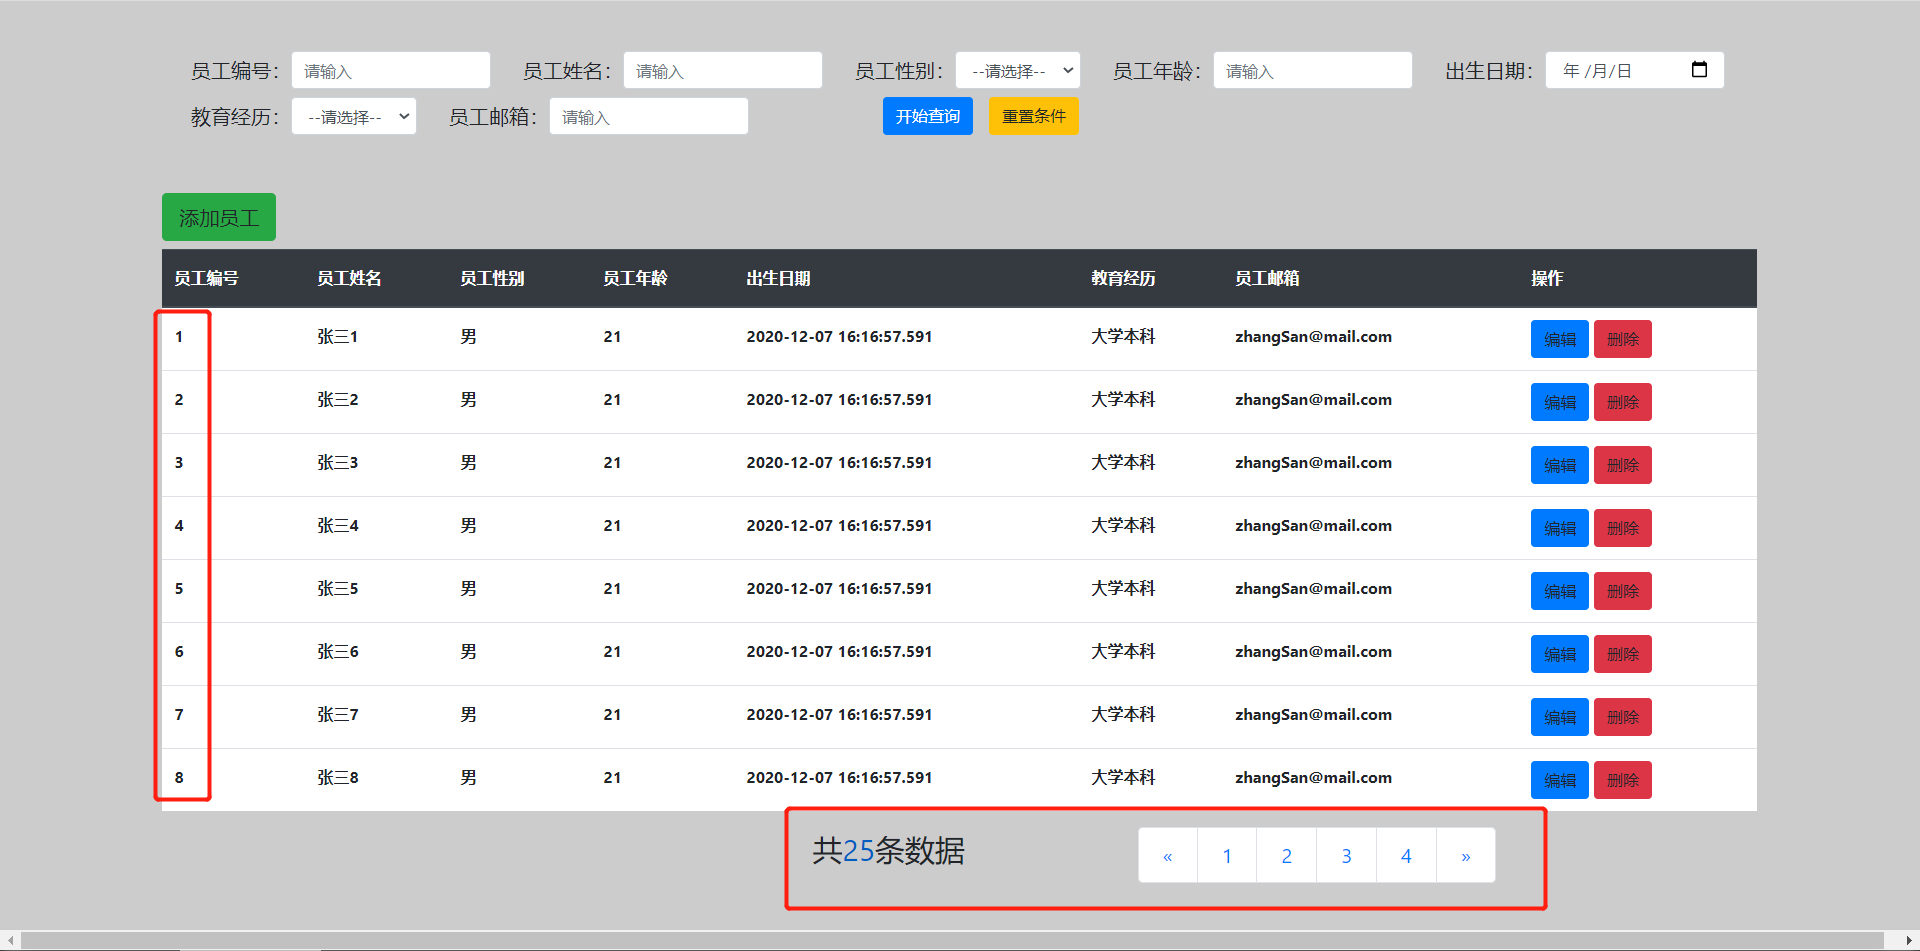 员工编号： 请输入 员工姓名： 请输入 员工性别： --请选择-- 员工年龄： 请输入 出生日期： 年 /月/日
教育经历： --请选择-- 员工邮箱： 请输入 开始查询 重置条件
添加员工
员工编号 员工姓名 员工性别 员工年龄 出生日期 教育经历 员工邮箱 操作
1 张三1 男 21 2020-12-07 16:16:57.591 大学本科 zhangSan@mail.com 编辑 删除
2 张三2 男 21 2020-12-07 16:16:57.591 大学本科 zhangSan@mail.com 编辑 删除
3 张三3 男 21 2020-12-07 16:16:57.591 大学本科 zhangSan@mail.com 编辑 删除
4 张三4 男 21 2020-12-07 16:16:57.591 大学本科 zhangSan@mail.com 编辑 删除
5 张三5 男 21 2020-12-07 16:16:57.591 大学本科 zhangSan@mail.com 编辑 删除
6 张三6 男 21 2020-12-07 16:16:57.591 大学本科 zhangSan@mail.com 编辑 删除
7 张三7 男 21 2020-12-07 16:16:57.591 大学本科 zhangSan@mail.com 编辑 删除
8 张三8 男 21 2020-12-07 16:16:57.591 大学本科 zhangSan@mail.com 编辑 删除
共25条数据 « 1 2 3 4 »